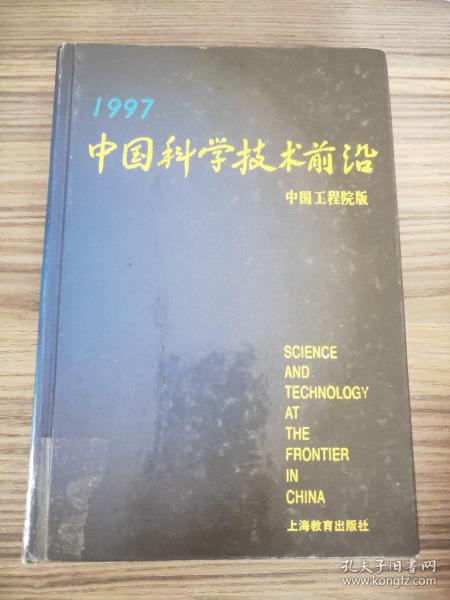 1997
中国科学技术前沿
中国工程院版
SCIENCE
AND
TECHNOLOGY
AT
THE
FRONTIER
IN
CHINA
上海教育出版社
孔夫子旧书网
www.kongfz.com